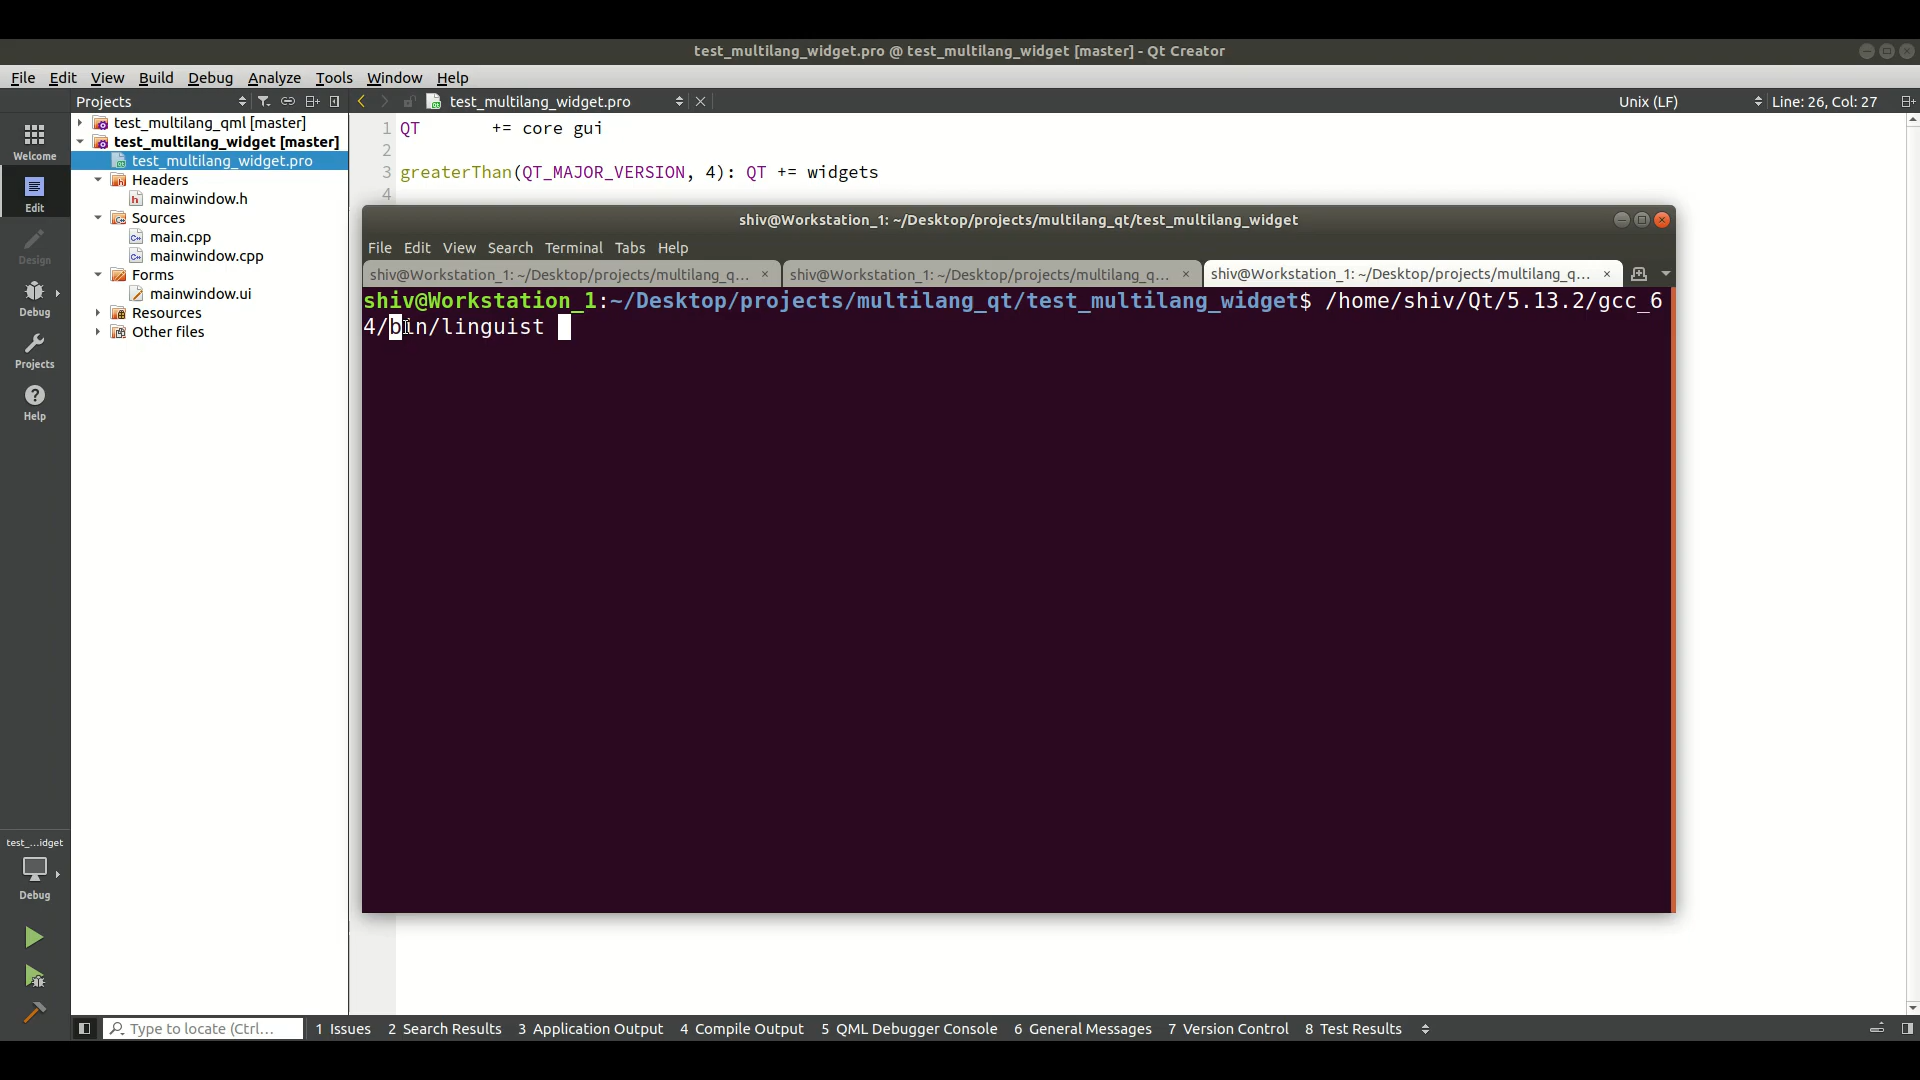 test_multilang_widget.pro @ test_multilang_widget [master] - Qt Creator
File Edit View Build Debug Analyze Tools Window Help
Projects test_multilang_widget.pro Unix (LF) Line: 26, Col: 27
test_multilang_qml [master]
test_multilang_widget [master]
test_multilang_widget.pro
Headers
mainwindow.h
Sources
main.cpp
mainwindow.cpp
Forms
mainwindow.ui
Resources
Other files
Welcome
Edit
Design
Debug
Projects
Help
test_...idget
Debug
1 QT += core gui
2
3 greaterThan(QT_MAJOR_VERSION, 4): QT += widgets
4
shiv@Workstation_1: ~/Desktop/projects/multilang_qt/test_multilang_widget
File Edit View Search Terminal Tabs Help
shiv@Workstation_1: ~/Desktop/projects/multilang_q... shiv@Workstation_1: ~/Desktop/projects/multilang_q... shiv@Workstation_1: ~/Desktop/projects/multilang_q...
shiv@Workstation_1:~/Desktop/projects/multilang_qt/test_multilang_widget$ /home/shiv/Qt/5.13.2/gcc_6
4/bin/linguist
Type to locate (Ctrl... 1 Issues 2 Search Results 3 Application Output 4 Compile Output 5 QML Debugger Console 6 General Messages 7 Version Control 8 Test Results